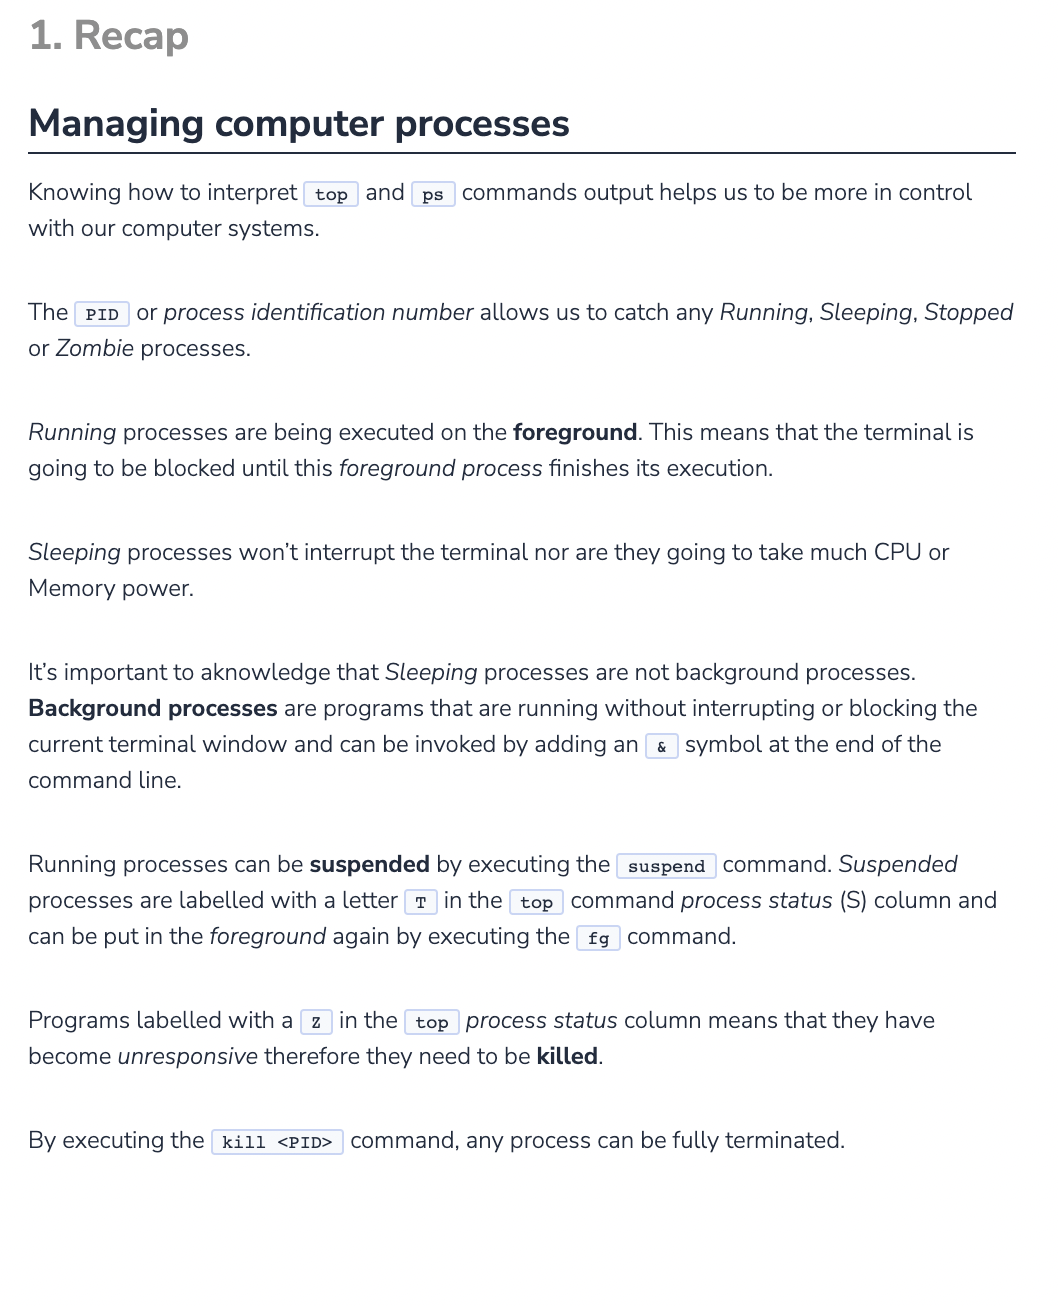 1. Recap
Managing computer processes
Knowing how to interpret top and ps commands output helps us to be more in control
with our computer systems.
The PID or process identification number allows us to catch any Running, Sleeping, Stopped
or Zombie processes.
Running processes are being executed on the foreground. This means that the terminal is
going to be blocked until this foreground process finishes its execution.
Sleeping processes won’t interrupt the terminal nor are they going to take much CPU or
Memory power.
It’s important to aknowledge that Sleeping processes are not background processes.
Background processes are programs that are running without interrupting or blocking the
current terminal window and can be invoked by adding an & symbol at the end of the
command line.
Running processes can be suspended by executing the suspend command. Suspended
processes are labelled with a letter T in the top command process status (S) column and
can be put in the foreground again by executing the fg command.
Programs labelled with a Z in the top process status column means that they have
become unresponsive therefore they need to be killed.
By executing the kill <PID> command, any process can be fully terminated.